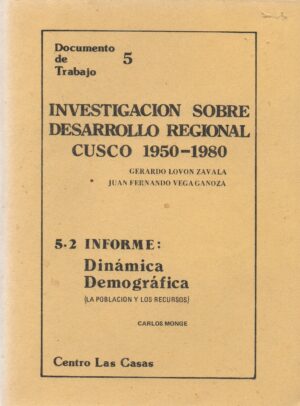 Documento
de 5
Trabajo
INVESTIGACION SOBRE
DESARROLLO REGIONAL
CUSCO 1950-1980
GERARDO LOVON ZAVALA
JUAN FERNANDO VEGA GANOZA
5.2 INFORME:
Dinámica
Demográfica
(LA POBLACION Y LOS RECURSOS)
CARLOS MONGE
Centro Las Casas